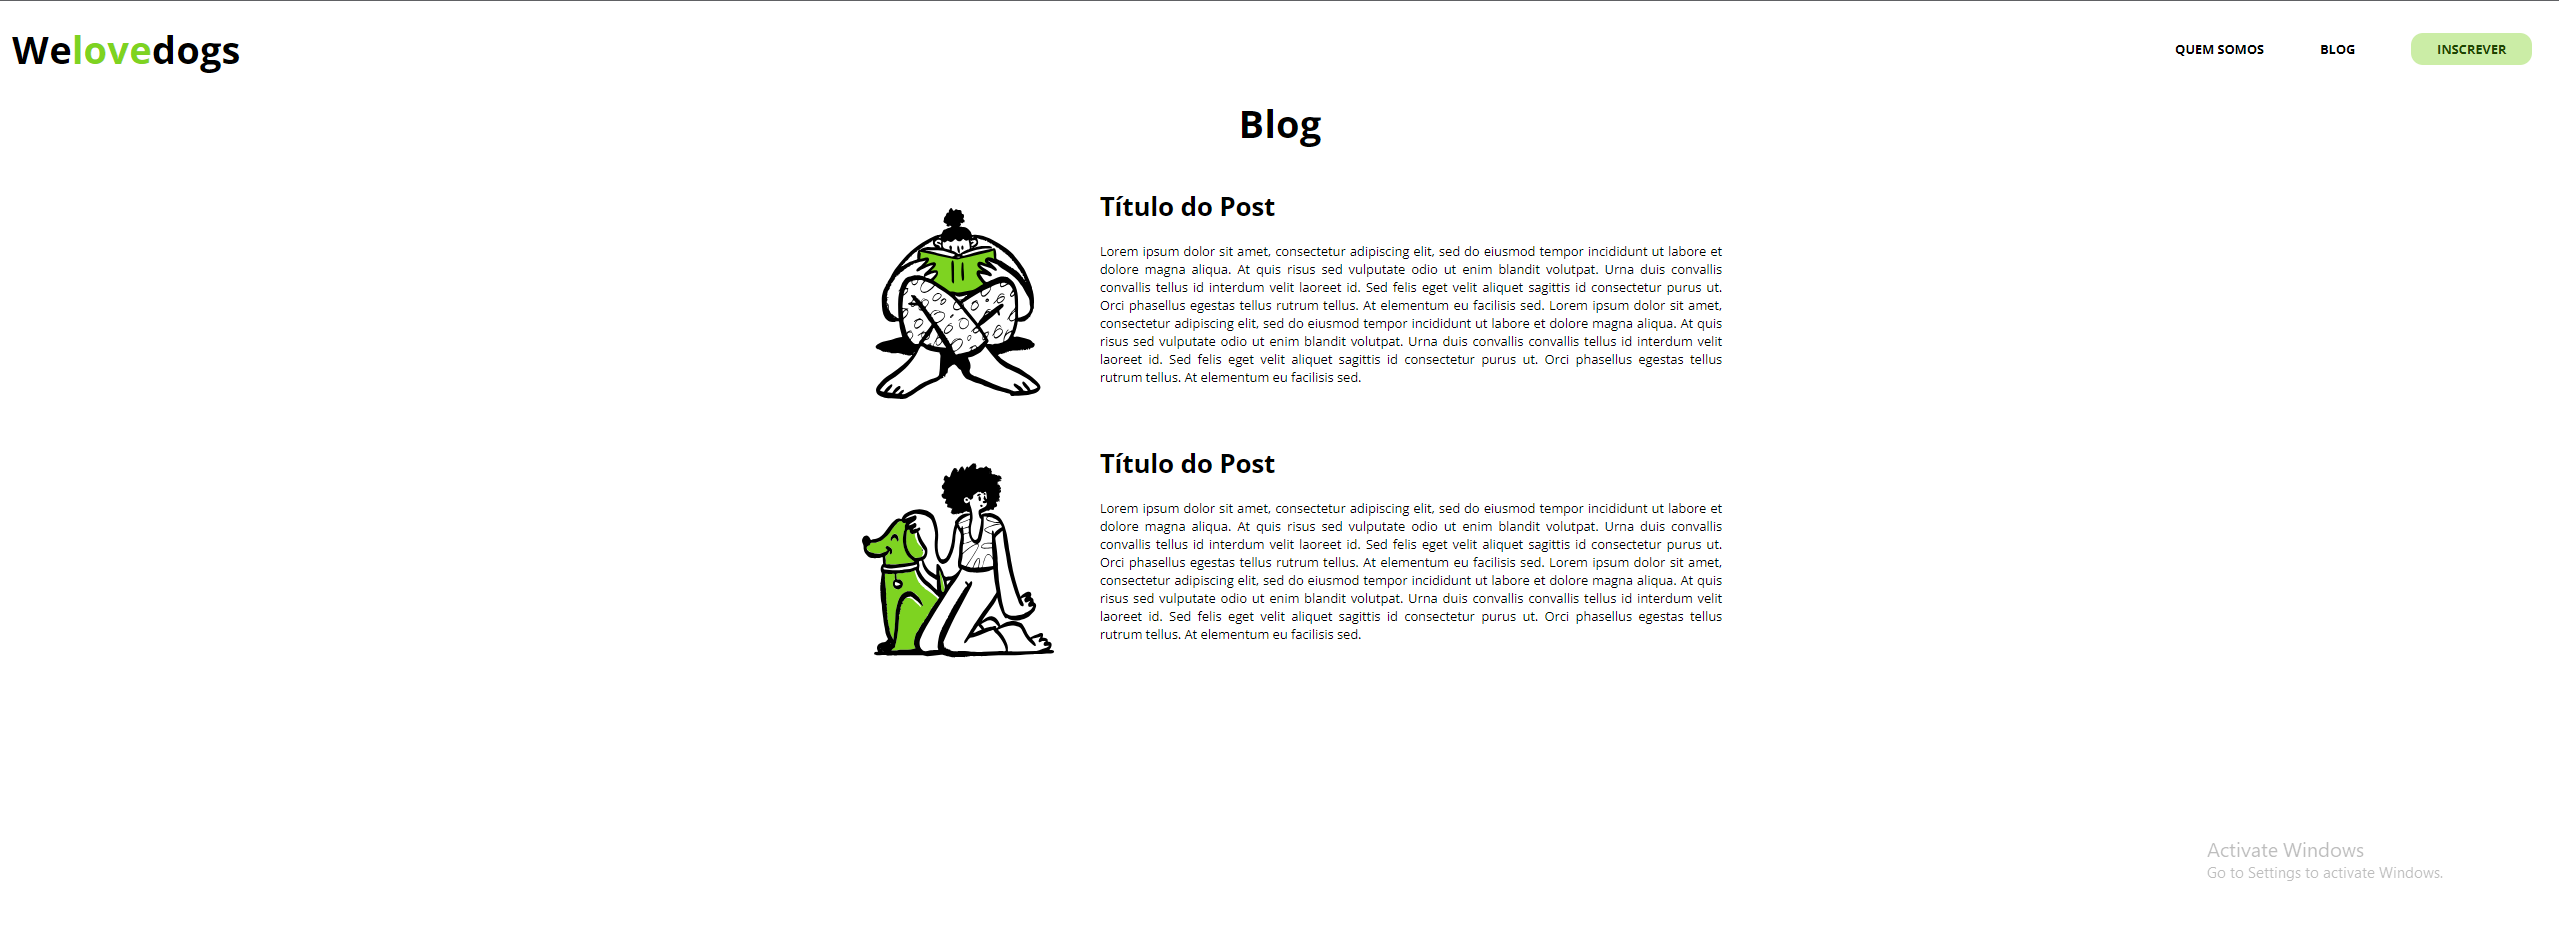 Welovedogs
QUEM SOMOS
BLOG
INSCREVER
Blog
Título do Post
Lorem ipsum dolor sit amet, consectetur adipiscing elit, sed do eiusmod tempor incididunt ut labore et
dolore magna aliqua. At quis risus sed vulputate odio ut enim blandit volutpat. Urna duis convallis
convallis tellus id interdum velit laoreet id. Sed felis eget velit aliquet sagittis id consectetur purus ut.
Orci phasellus egestas tellus rutrum tellus. At elementum eu facilisis sed. Lorem ipsum dolor sit amet,
consectetur adipiscing elit, sed do eiusmod tempor incididunt ut labore et dolore magna aliqua. At quis
risus sed vulputate odio ut enim blandit volutpat. Urna duis convallis convallis tellus id interdum velit
laoreet id. Sed felis eget velit aliquet sagittis id consectetur purus ut. Orci phasellus egestas tellus
rutrum tellus. At elementum eu facilisis sed.
Título do Post
Lorem ipsum dolor sit amet, consectetur adipiscing elit, sed do eiusmod tempor incididunt ut labore et
dolore magna aliqua. At quis risus sed vulputate odio ut enim blandit volutpat. Urna duis convallis
convallis tellus id interdum velit laoreet id. Sed felis eget velit aliquet sagittis id consectetur purus ut.
Orci phasellus egestas tellus rutrum tellus. At elementum eu facilisis sed. Lorem ipsum dolor sit amet,
consectetur adipiscing elit, sed do eiusmod tempor incididunt ut labore et dolore magna aliqua. At quis
risus sed vulputate odio ut enim blandit volutpat. Urna duis convallis convallis tellus id interdum velit
laoreet id. Sed felis eget velit aliquet sagittis id consectetur purus ut. Orci phasellus egestas tellus
rutrum tellus. At elementum eu facilisis sed.
Activate Windows
Go to Settings to activate Windows.